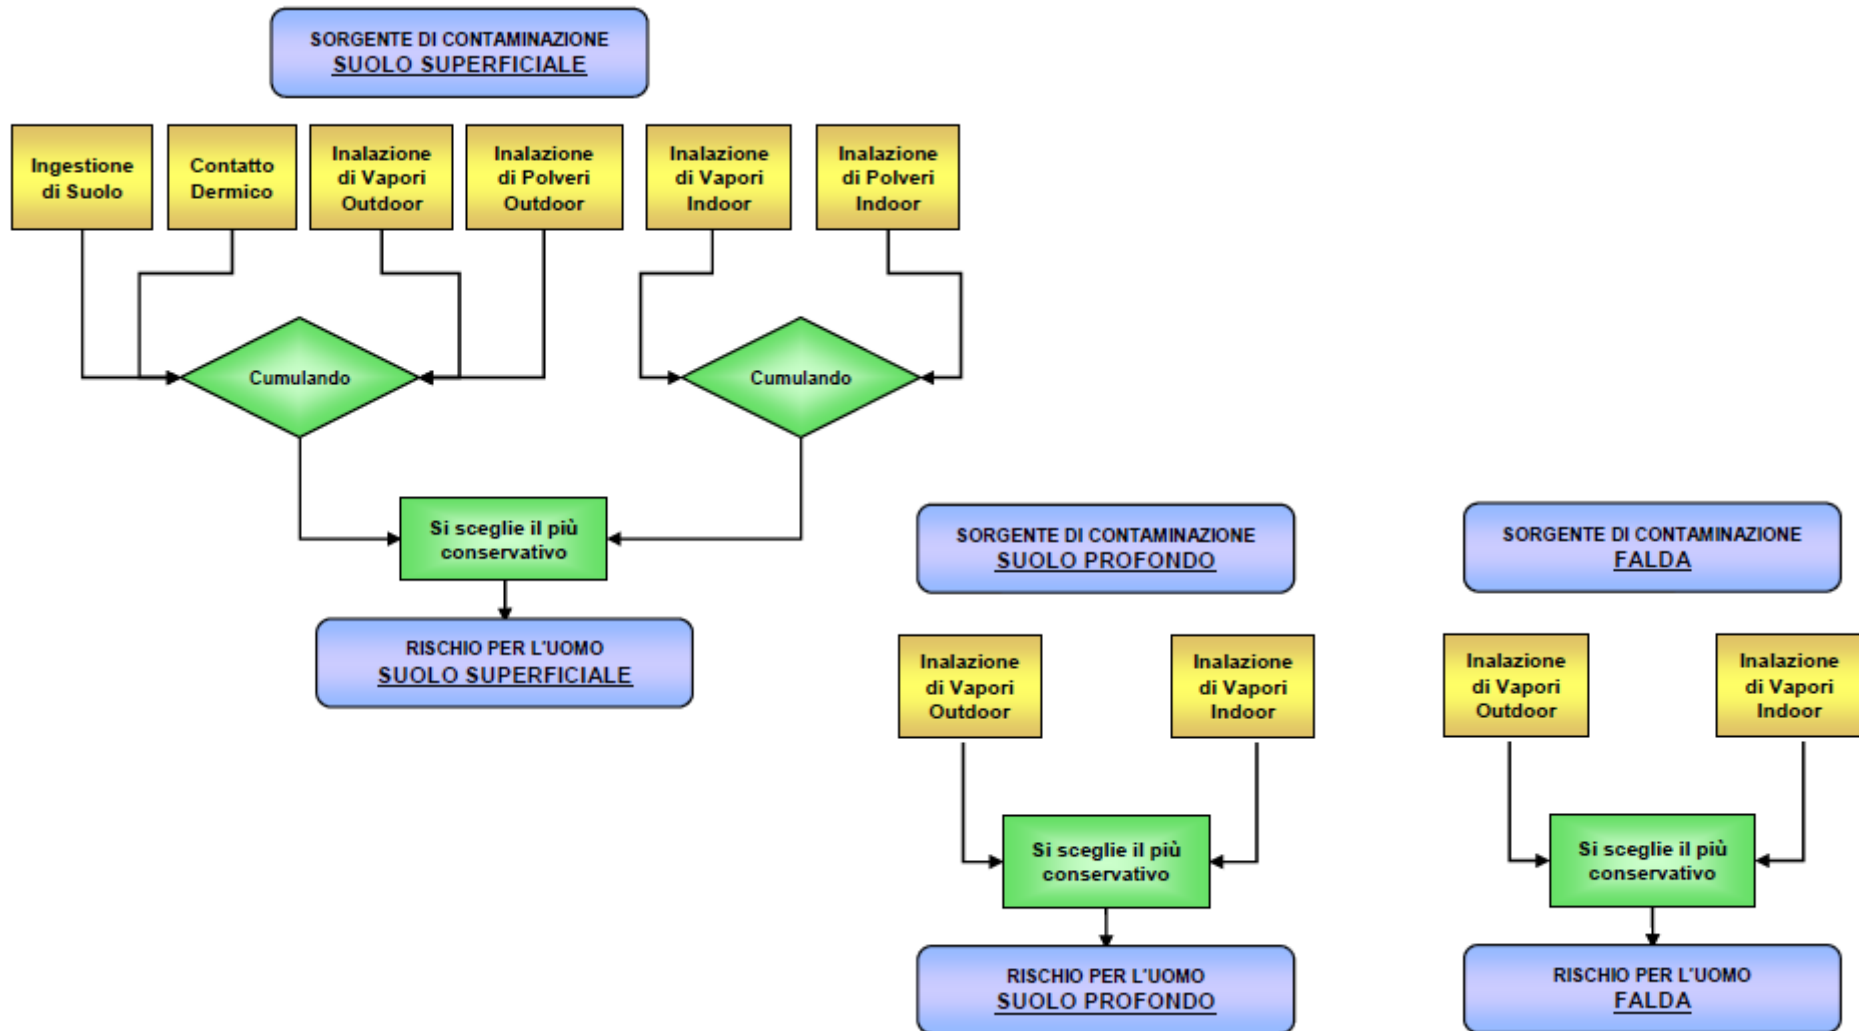 SORGENTE DI CONTAMINAZIONE
SUOLO SUPERFICIALE
Ingestione
di Suolo
Contatto
Dermico
Inalazione
di Vapori
Outdoor
Inalazione
di Polveri
Outdoor
Inalazione
di Vapori
Indoor
Inalazione
di Polveri
Indoor
Cumulando
Cumulando
Si sceglie il più
conservativo
RISCHIO PER L'UOMO
SUOLO SUPERFICIALE
SORGENTE DI CONTAMINAZIONE
SUOLO PROFONDO
Inalazione
di Vapori
Outdoor
Inalazione
di Vapori
Indoor
Si sceglie il più
conservativo
RISCHIO PER L'UOMO
SUOLO PROFONDO
SORGENTE DI CONTAMINAZIONE
FALDA
Inalazione
di Vapori
Outdoor
Inalazione
di Vapori
Indoor
Si sceglie il più
conservativo
RISCHIO PER L'UOMO
FALDA